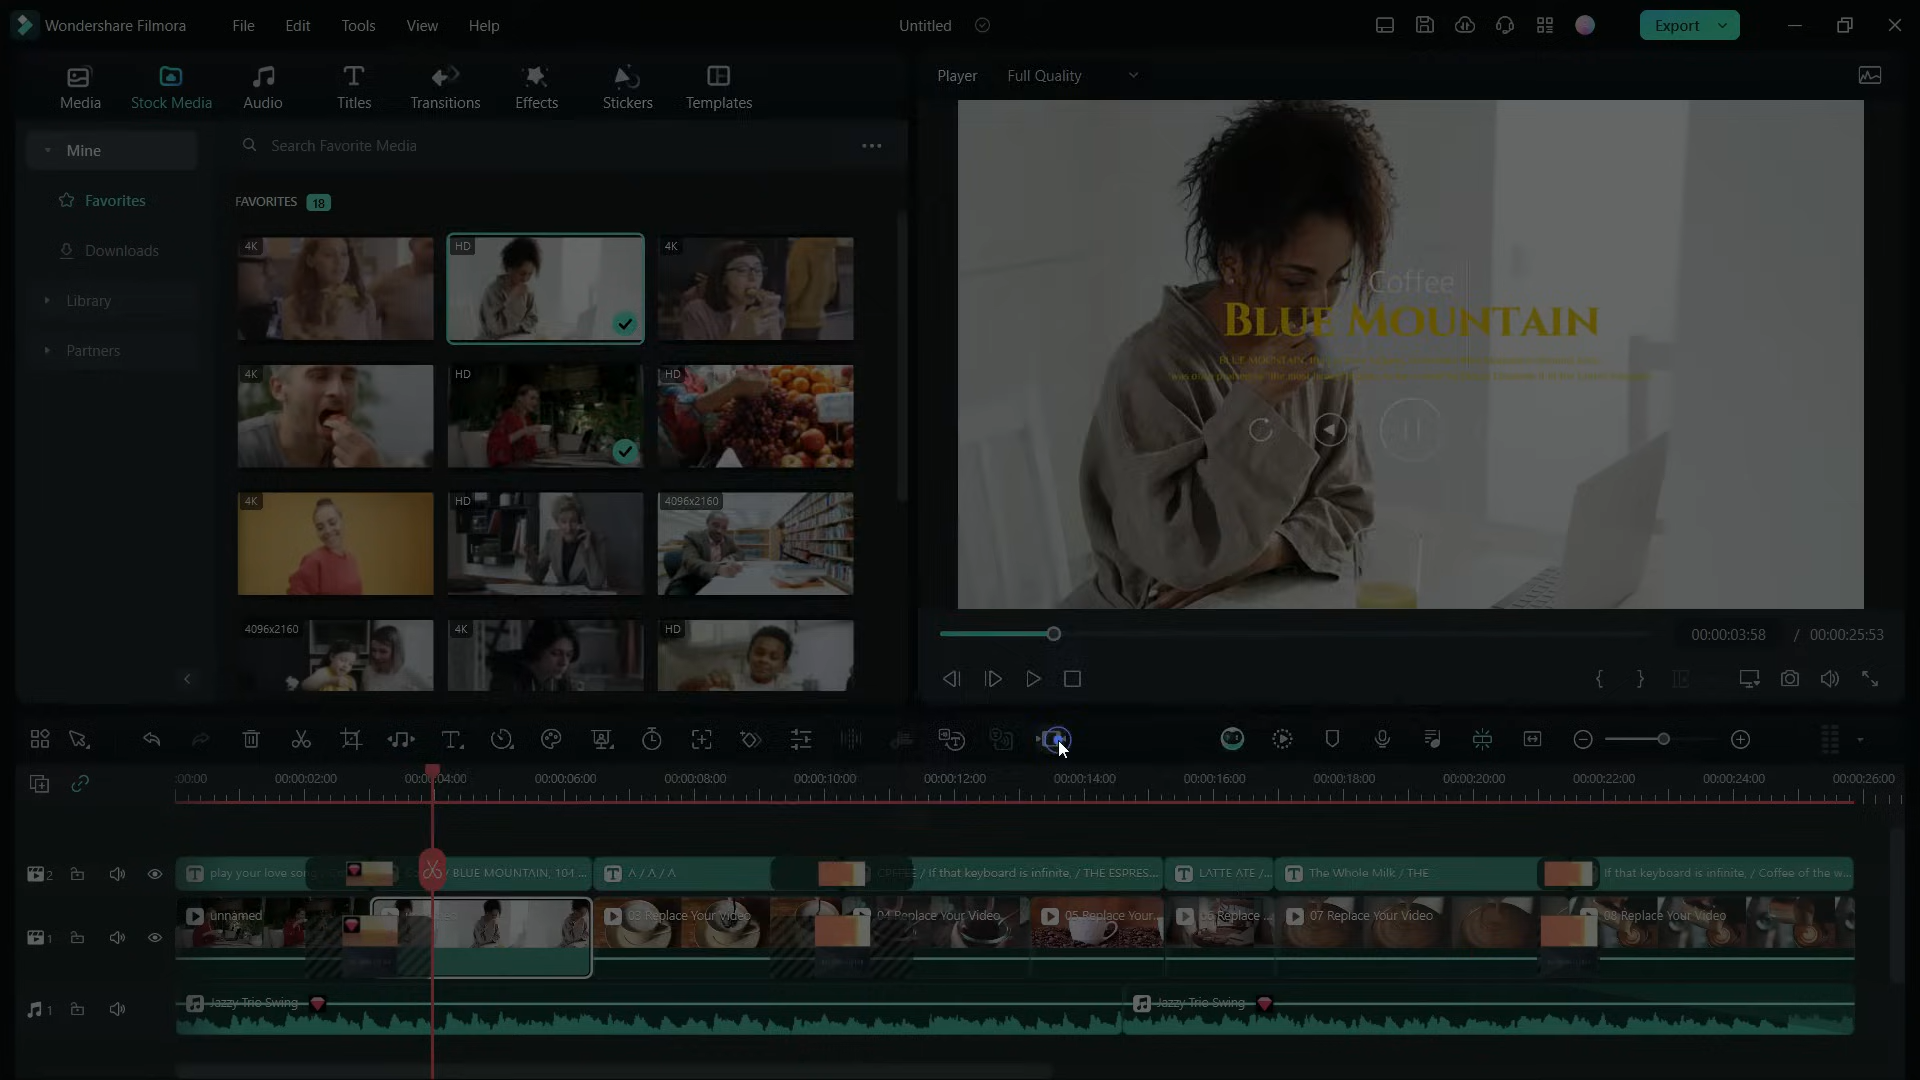 Wondershare Filmora File Edit Tools View Help Untitled Export
Media Stock Media Audio Titles Transitions Effects Stickers Templates
Player Full Quality
Mine
Favorites
Downloads
Library
Partners
Search Favorite Media
FAVORITES 18
4K HD 4K
4K HD HD
4K HD 4096x2160
4096x2160 4K HD
Coffee
BLUE MOUNTAIN
BLUE MOUNTAIN,
00:00:03:58 / 00:00:25:53
:00:00 00:00:02:00 00:00:04:00 00:00:06:00 00:00:08:00 00:00:10:00 00:00:12:00 00:00:14:00 00:00:16:00 00:00:18:00 00:00:20:00 00:00:22:00 00:00:24:00 00:00:26:00
2 play your love son / BLUE MOUNTAIN, 104 ... Λ / Λ / Λ / If that keyboard is infinite, / THE ESPRES... LATTE ATE /... The Whole Milk / THE If that keyboard is infinite, / Coffee of the w...
1 unnamed 03 Replace Your Video 04 Replace Your Video 05 Replace Your... 06 Replace ... 07 Replace Your Video 08 Replace Your Video
1 Jazzy Trio Swing Jazzy Trio Swing